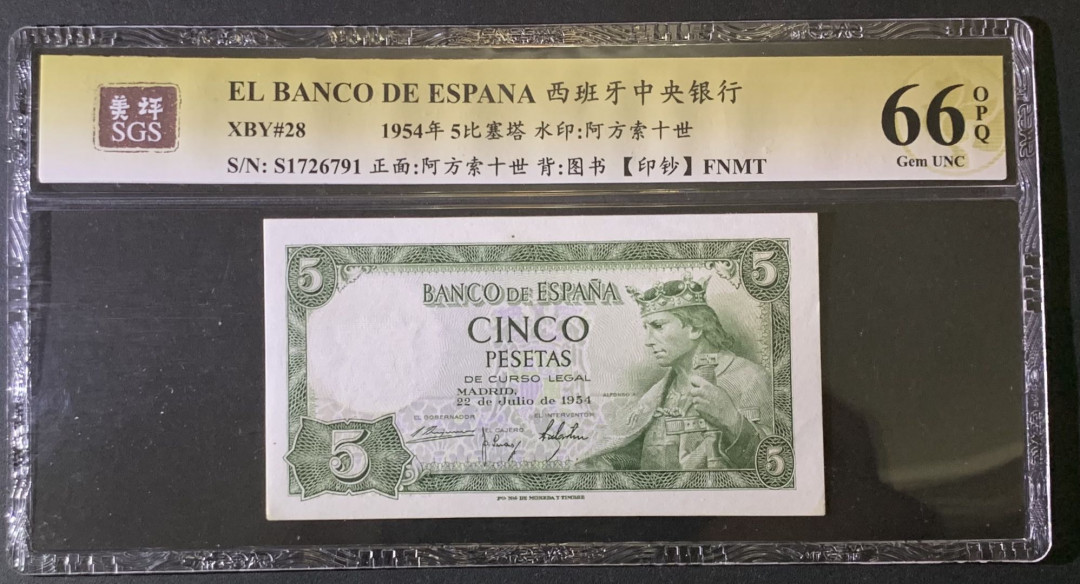 美评
SGS
EL BANCO DE ESPANA 西班牙中央银行
XBY#28 1954年 5比塞塔 水印:阿方索十世
S/N: S1726791 正面:阿方索十世 背:图书 【印钞】FNMT
66
OPQ
Gem UNC
5
5
BANCO DE ESPAÑA
CINCO
PESETAS
DE CURSO LEGAL
MADRID,
22 de Julio de 1954
ALFONSO X
EL GOBERNADOR
EL INTERVENTOR
EL CAJERO
5
5